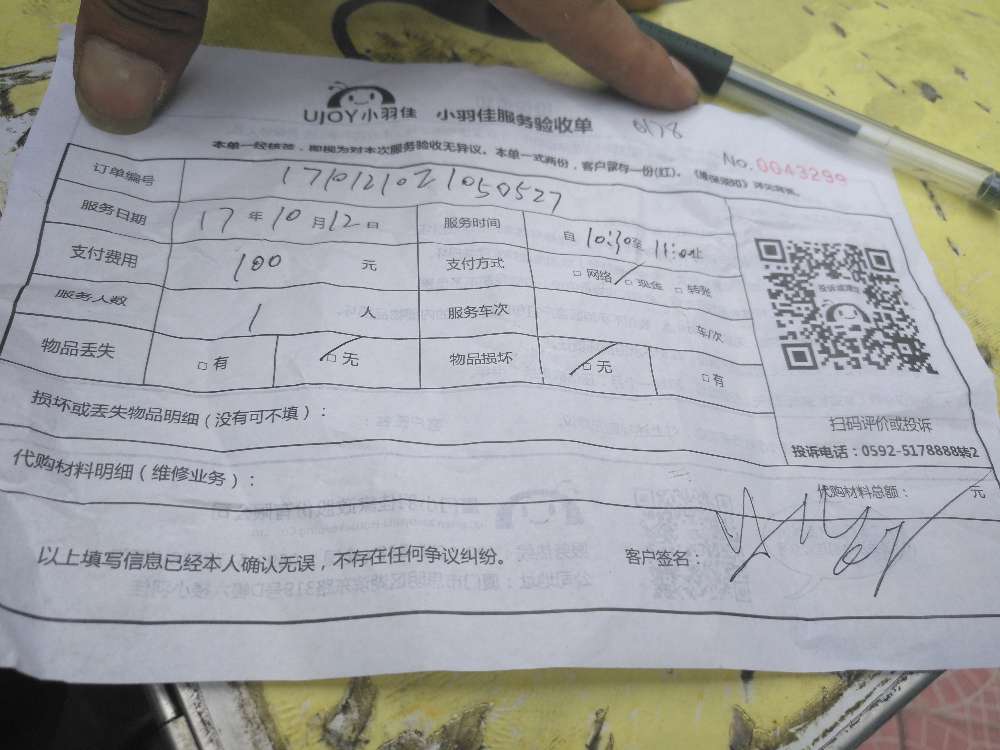 UJOY小羽佳 小羽佳服务验收单 6178
本单一经核签，即视为对本次服务验收无异议。本单一式两份，客户留存一份(红)。
No.0043299
订单编号 1710121021050527
服务日期 17 年 10 月 12 日 服务时间 自 10:30 至 11:00 止
支付费用 100 元 支付方式 □ 网络 □ 现金 □ 转账
服务人数 1 人 服务车次 车/次
物品丢失 □ 有 □ 无 物品损坏 □ 无 □ 有
扫码评价或投诉
投诉电话：0592-5178888转2
损坏或丢失物品明细（没有可不填）：
代购材料明细（维修业务）：
代购材料总额： 元
以上填写信息已经本人确认无误，不存在任何争议纠纷。 客户签名：